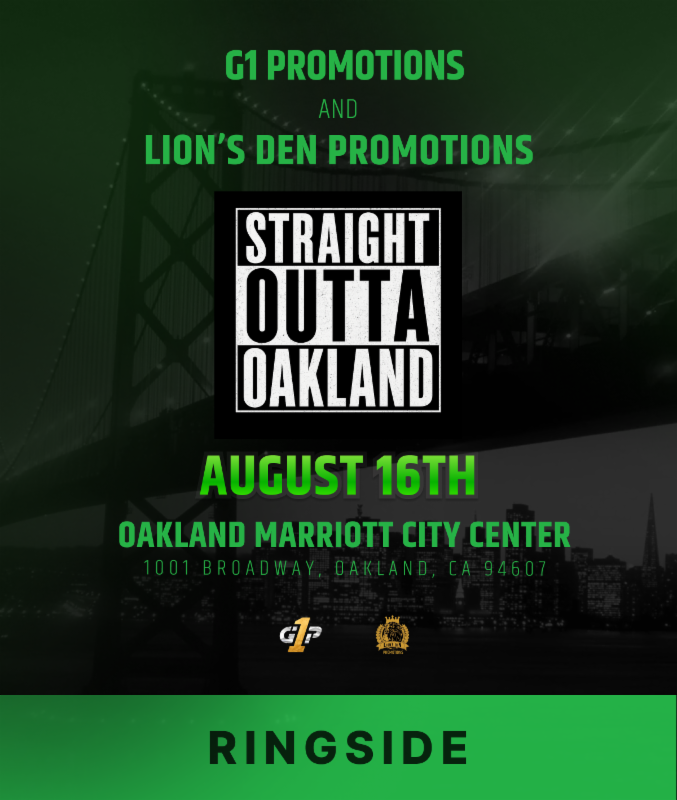 G1 PROMOTIONS
AND
LION'S DEN PROMOTIONS
STRAIGHT
OUTTA
OAKLAND
AUGUST 16TH
OAKLAND MARRIOTT CITY CENTER
1001 BROADWAY, OAKLAND, CA 94607
G1P
RINGSIDE